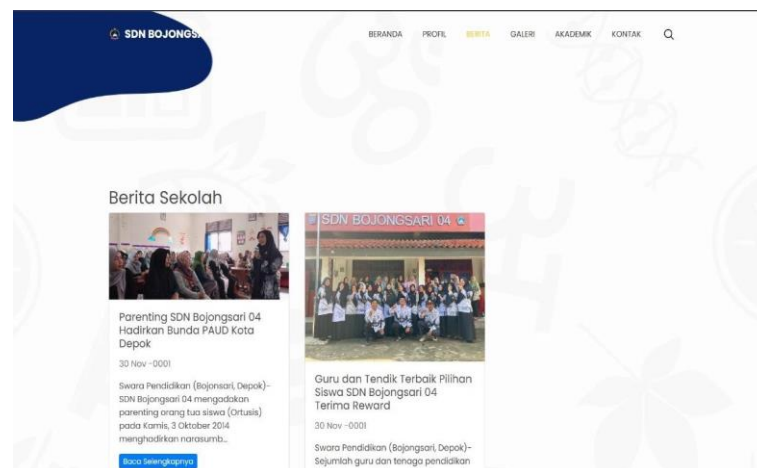 SDN BOJONGSA
BERANDA PROFIL BERITA GALERI AKADEMIK KONTAK
Berita Sekolah
SDN BOJONGSARI 04
Parenting SDN Bojongsari 04
Hadirkan Bunda PAUD Kota
Depok
30 Nov -0001
Swara Pendidikan (Bojonsari, Depok)-
SDN Bojongsari 04 mengadakan
parenting orang tua siswa (Ortusis)
pada Kamis, 3 Oktober 2014
menghadirkan narasumb...
Baca Selengkapnya
Guru dan Tendik Terbaik Pilihan
Siswa SDN Bojongsari 04
Terima Reward
30 Nov -0001
Swara Pendidikan (Bojongsari, Depok)-
Sejumlah guru dan tenaga pendidikan